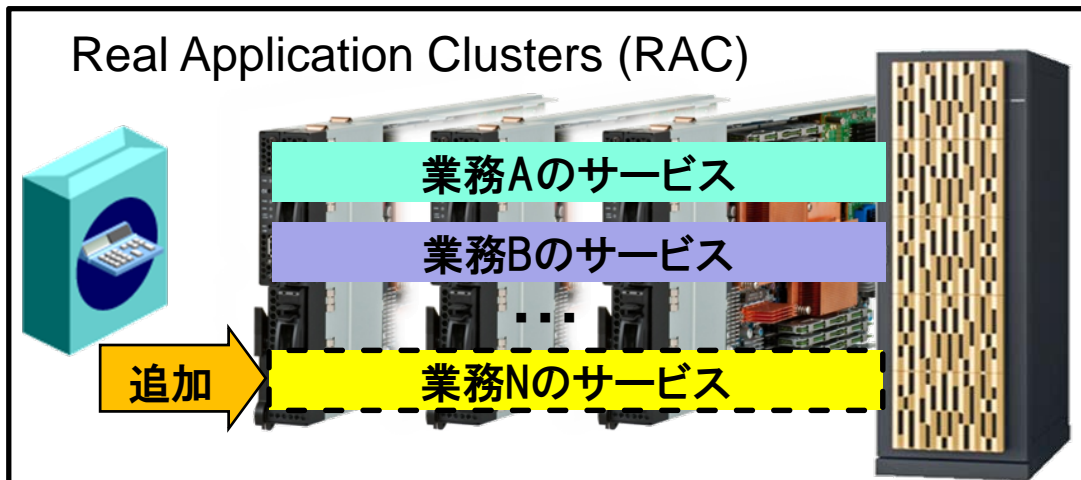 Real Application Clusters (RAC)
業務Aのサービス
業務Bのサービス
...
追加
業務Nのサービス